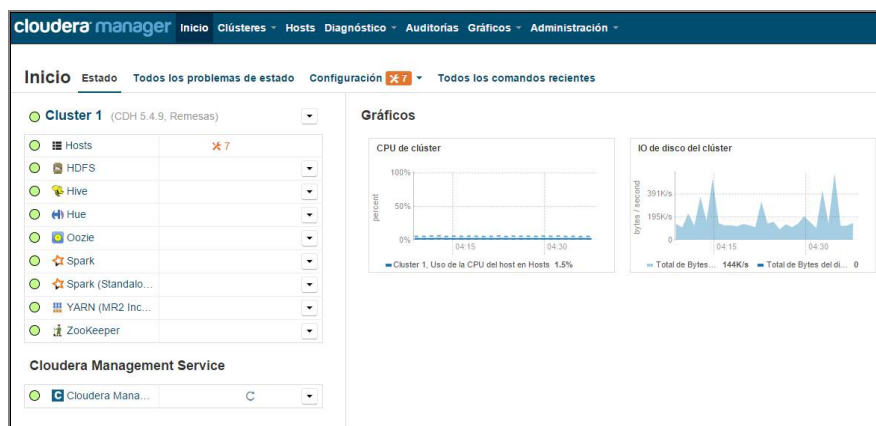 cloudera manager Inicio Clústeres Hosts Diagnóstico Auditorías Gráficos Administración
Inicio Estado Todos los problemas de estado Configuración 7 Todos los comandos recientes
Cluster 1 (CDH 5.4.9, Remesas)
Hosts 7
HDFS
Hive
Hue
Oozie
Spark
Spark (Standalo...
YARN (MR2 Inc...
ZooKeeper
Cloudera Management Service
Cloudera Mana...
Gráficos
CPU de clúster
percent
100%
50%
0%
04:15 04:30
Cluster 1, Uso de la CPU del host en Hosts 1.5%
IO de disco del clúster
bytes / second
391K/s
195K/s
0
04:15 04:30
Total de Bytes... 144K/s Total de Bytes del di... 0